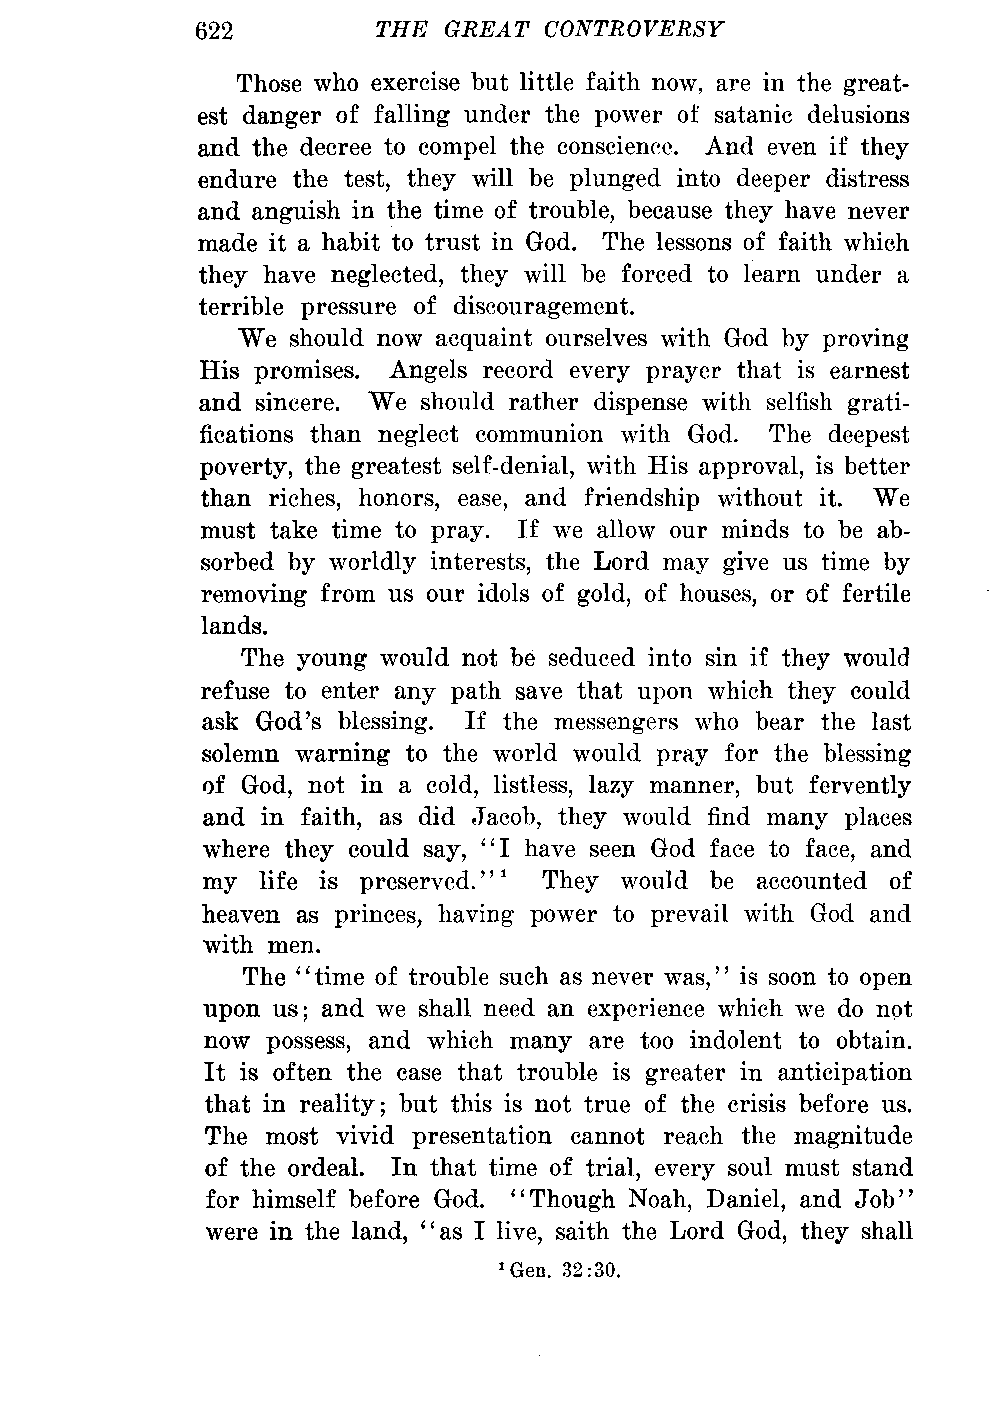 622 THE GREAT CONTROVERSY
Those who exercise but little faith now, are in the great-
est danger of falling under the power of satanic delusions
and the decree to compel the conscience. And even if they
endure the test, they will be plunged into deeper distress
and anguish in the time of trouble, because they have never
made it a habit to trust in God. The lessons of faith which
they have neglected, they will be forced to learn under a
terrible pressure of discouragement.
We should now acquaint ourselves with God by proving
His promises. Angels record every prayer that is earnest
and sincere. We should rather dispense with selfish grati-
fications than neglect communion with God. The deepest
poverty, the greatest self-denial, with His approval, is better
than riches, honors, ease, and friendship without it. We
must take time to pray. If we allow our minds to be ab-
sorbed by worldly interests, the Lord may give us time by
removing from us our idols of gold, of houses, or of fertile
lands.
The young would not be seduced into sin if they would
refuse to enter any path save that upon which they could
ask God's blessing. If the messengers who bear the last
solemn warning to the world would pray for the blessing
of God, not in a cold, listless, lazy manner, but fervently
and in faith, as did Jacob, they would find many places
where they could say, "I have seen God face to face, and
my life is preserved."¹ They would be accounted of
heaven as princes, having power to prevail with God and
with men.
The "time of trouble such as never was," is soon to open
upon us; and we shall need an experience which we do not
now possess, and which many are too indolent to obtain.
It is often the case that trouble is greater in anticipation
that in reality; but this is not true of the crisis before us.
The most vivid presentation cannot reach the magnitude
of the ordeal. In that time of trial, every soul must stand
for himself before God. "Though Noah, Daniel, and Job"
were in the land, "as I live, saith the Lord God, they shall
¹ Gen. 32:30.